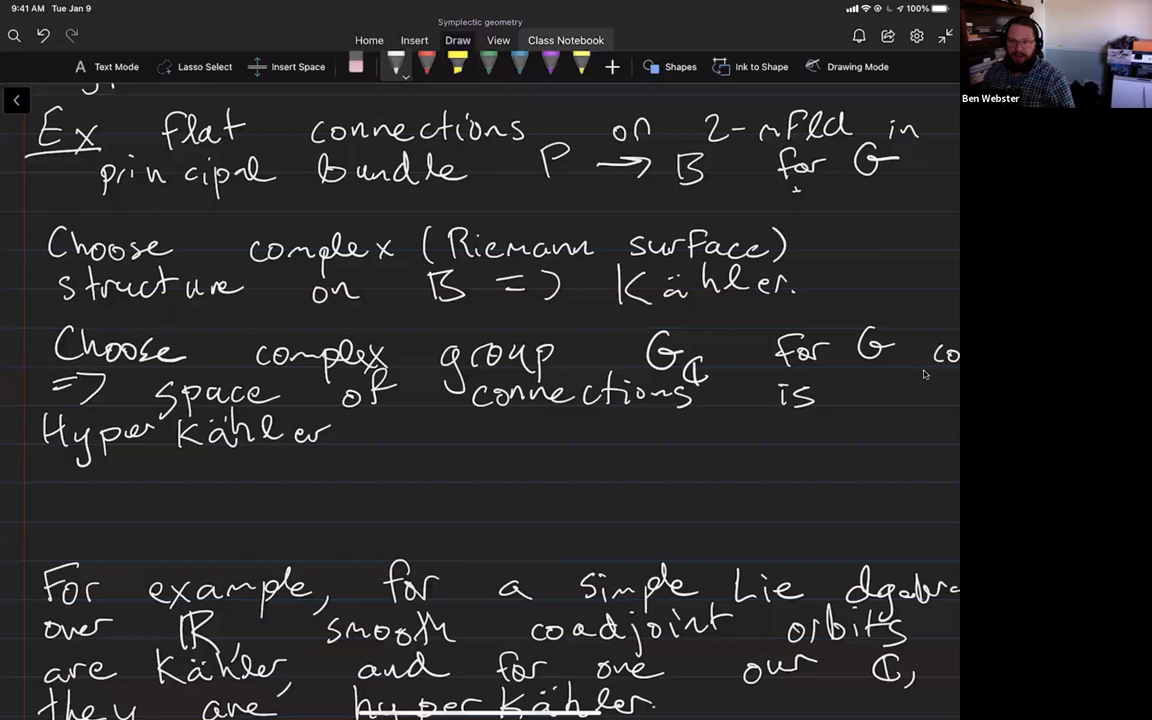 9:41 AM Tue Jan 9
100%
Symplectic geometry
Home Insert Draw View Class Notebook
Text Mode Lasso Select Insert Space Shapes Ink to Shape Drawing Mode
Ben Webster
Ex flat connections on 2-mfld in
principal bundle P → B for G
Choose complex (Riemann surface)
structure on B => Kähler.
Choose complex group G_ℂ for G co
=> space of connections is
HyperKähler
For example, for a simple Lie algebra
over ℝ, smooth coadjoint orbits
are Kähler, and for one our ℂ,
they are hyperKähler.